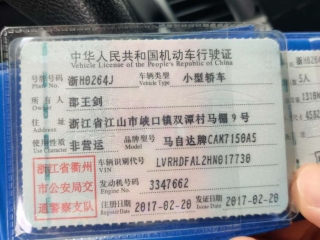 中华人民共和国机动车行驶证
Vehicle License of the People's Republic of China
号牌号码 浙H0264J 车辆类型 小型轿车
Plate No. Vehicle Type
所有人 邵王剑
Owner
住址 浙江省江山市峡口镇双潭村马棚9号
Address
使用性质 非营运 品牌型号 马自达牌CAM7150A5
Use Character Model
浙江省衢州 车辆识别代号 LVRHDFAL2HN017730
VIN
市公安局交 发动机号码 3347662
Engine No.
通警察支队 注册日期 2017-02-20 发证日期 2017-02-20
Register Date Issue Date